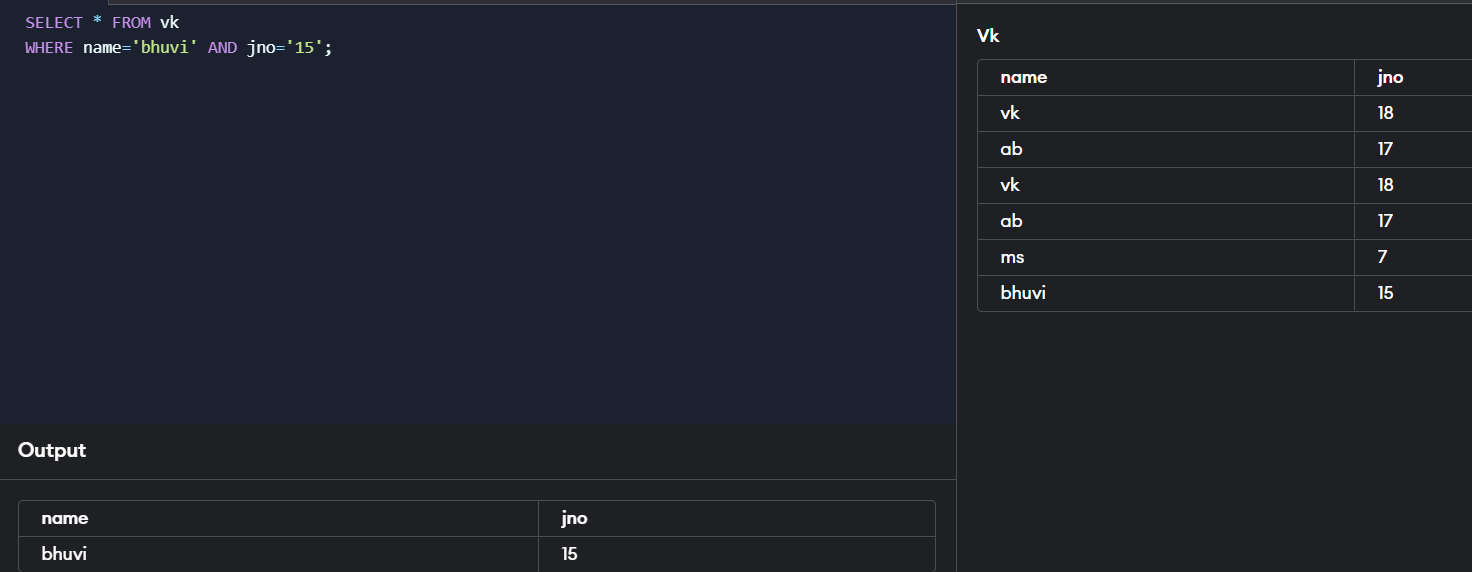 SELECT * FROM vk
WHERE name='bhuvi' AND jno='15';
Output
name jno
bhuvi 15
Vk
name jno
vk 18
ab 17
vk 18
ab 17
ms 7
bhuvi 15